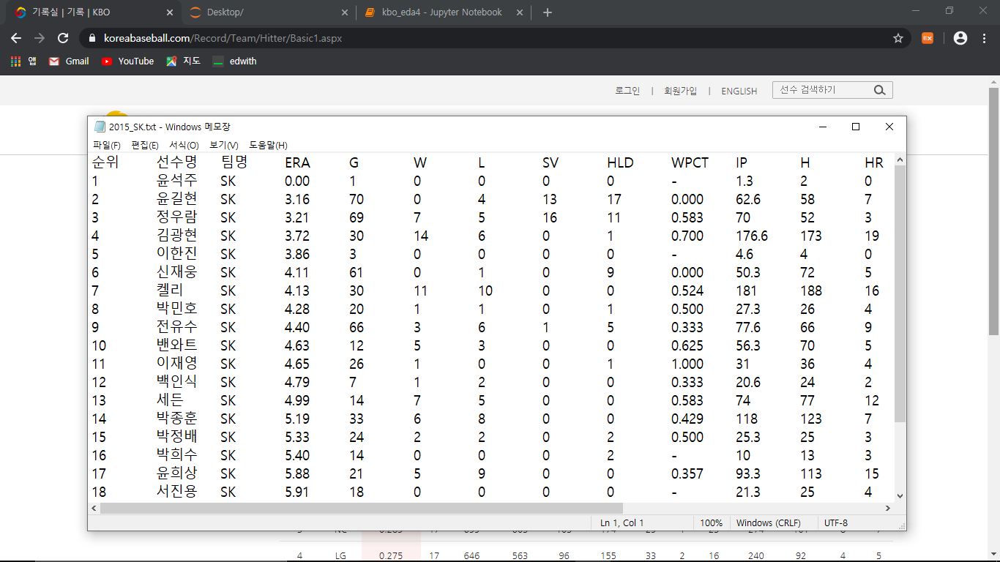 기록실 | 기록 | KBO Desktop/ kbo_eda4 - Jupyter Notebook
koreabaseball.com/Record/Team/Hitter/Basic1.aspx
앱 Gmail YouTube 지도 edwith
로그인 | 회원가입 | ENGLISH 선수 검색하기
2015_SK.txt - Windows 메모장
파일(F) 편집(E) 서식(O) 보기(V) 도움말(H)
순위 선수명 팀명 ERA G W L SV HLD WPCT IP H HR
1 윤석주 SK 0.00 1 0 0 0 0 - 1.3 2 0
2 윤길현 SK 3.16 70 0 4 13 17 0.000 62.6 58 7
3 정우람 SK 3.21 69 7 5 16 11 0.583 70 52 3
4 김광현 SK 3.72 30 14 6 0 1 0.700 176.6 173 19
5 이한진 SK 3.86 3 0 0 0 0 - 4.6 4 0
6 신재웅 SK 4.11 61 0 1 0 9 0.000 50.3 72 5
7 켈리 SK 4.13 30 11 10 0 0 0.524 181 188 16
8 박민호 SK 4.28 20 1 1 0 1 0.500 27.3 26 4
9 전유수 SK 4.40 66 3 6 1 5 0.333 77.6 66 9
10 밴와트 SK 4.63 12 5 3 0 0 0.625 56.3 70 5
11 이재영 SK 4.65 26 1 0 0 1 1.000 31 36 4
12 백인식 SK 4.79 7 1 2 0 0 0.333 20.6 24 2
13 세든 SK 4.99 14 7 5 0 0 0.583 74 77 12
14 박종훈 SK 5.19 33 6 8 0 0 0.429 118 123 7
15 박정배 SK 5.33 24 2 2 0 2 0.500 25.3 25 3
16 박희수 SK 5.40 14 0 0 0 2 - 10 13 3
17 윤희상 SK 5.88 21 5 9 0 0 0.357 93.3 113 15
18 서진용 SK 5.91 18 0 0 0 0 - 21.3 25 4
Ln 1, Col 1 100% Windows (CRLF) UTF-8
4 LG 0.275 17 646 563 96 155 33 2 16 240 92 4 5